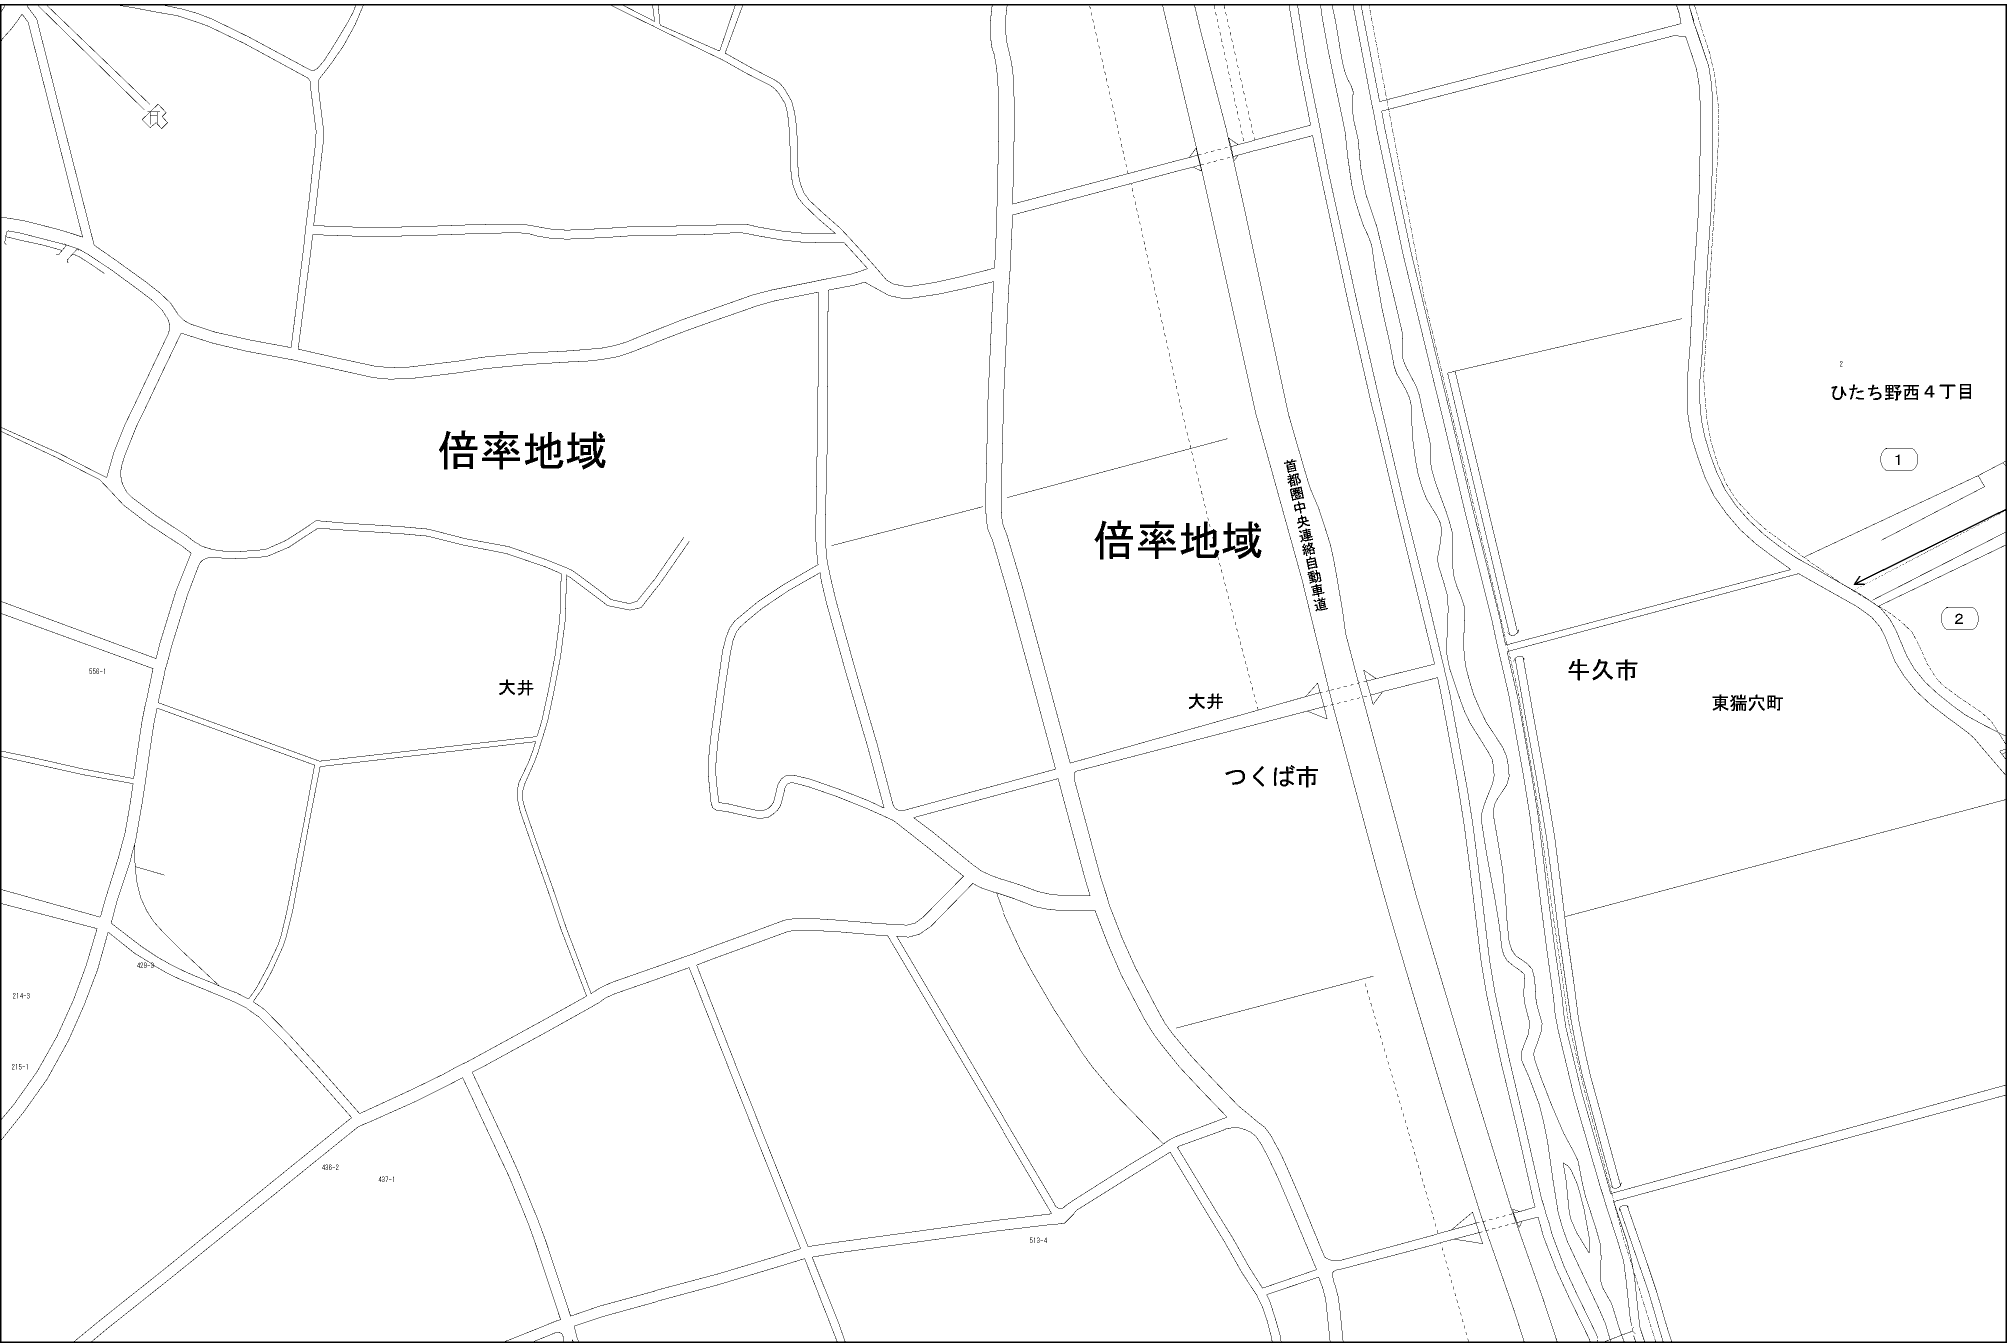 2
ひたち野西４丁目
倍率地域
1
首都圏中央連絡自動車道
倍率地域
2
556-1
大井
大井
牛久市
東猯穴町
つくば市
429-3
214-3
215-1
436-2
437-1
513-4